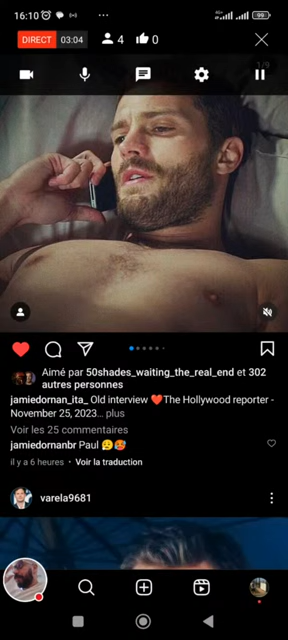 16:10
99
DIRECT 03:04 4 0
1/9
Aimé par 50shades_waiting_the_real_end et 302
autres personnes
jamiedornan_ita_ Old interview ❤️The Hollywood reporter -
November 25, 2023... plus
Voir les 25 commentaires
jamiedornanbr Paul 😮‍💨🥵
il y a 6 heures • Voir la traduction
varela9681